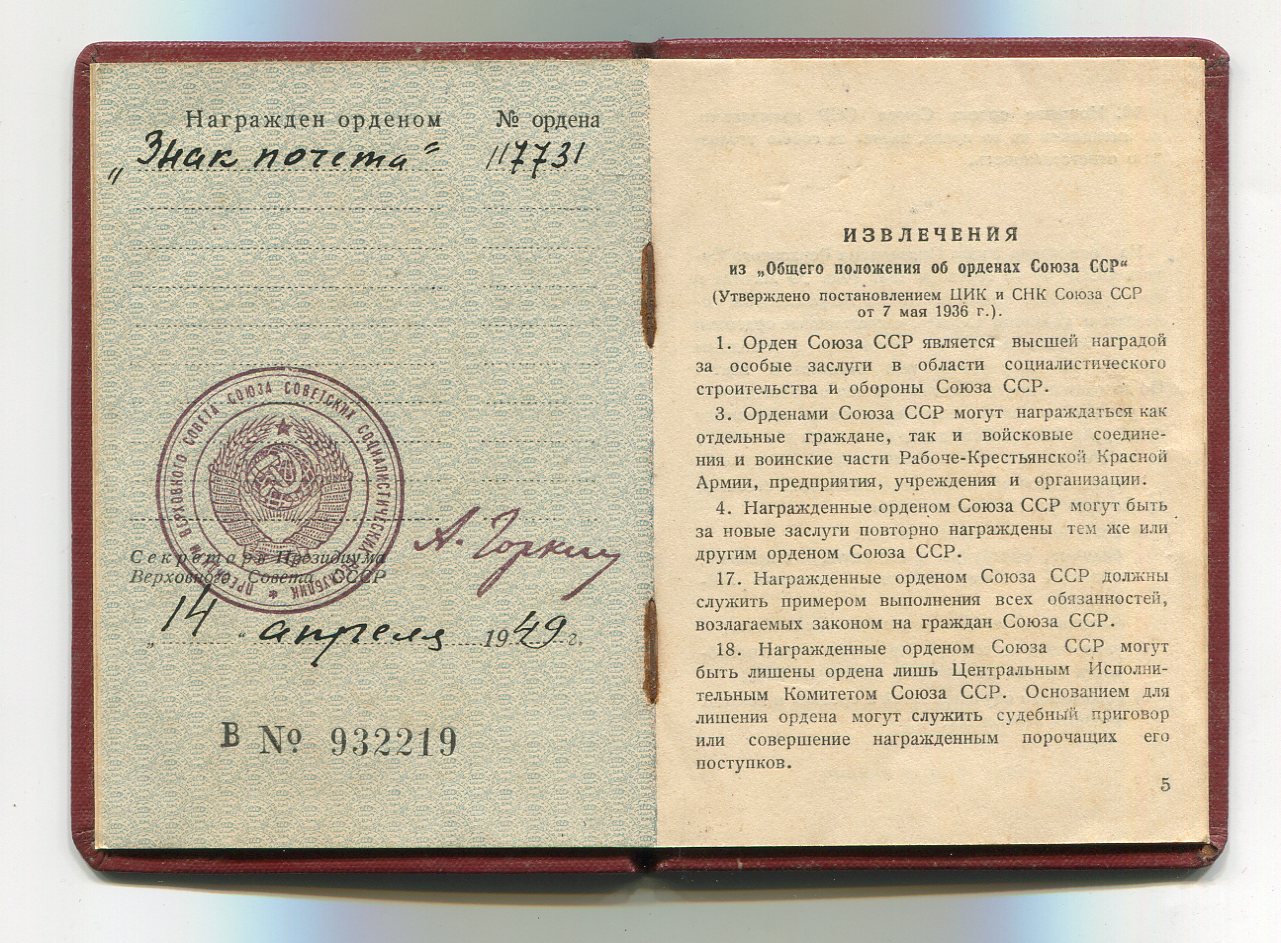 Награжден орденом № ордена
„Знак почета“ 117731
ПРЕЗИДИУМ ВЕРХОВНОГО СОВЕТА СОЮЗА СОВЕТСКИХ СОЦИАЛИСТИЧЕСКИХ РЕСПУБЛИК *
Секретарь Президиума
Верховного Совета СССР
А. Горкин
„14“ апреля 1949 г.
В № 932219
ИЗВЛЕЧЕНИЯ
из „Общего положения об орденах Союза ССР“
(Утверждено постановлением ЦИК и СНК Союза ССР
от 7 мая 1936 г.).
1. Орден Союза ССР является высшей наградой
за особые заслуги в области социалистического
строительства и обороны Союза ССР.
3. Орденами Союза ССР могут награждаться как
отдельные граждане, так и войсковые соедине-
ния и воинские части Рабоче-Крестьянской Красной
Армии, предприятия, учреждения и организации.
4. Награжденные орденом Союза ССР могут быть
за новые заслуги повторно награждены тем же или
другим орденом Союза ССР.
17. Награжденные орденом Союза ССР должны
служить примером выполнения всех обязанностей,
возлагаемых законом на граждан Союза ССР.
18. Награжденные орденом Союза ССР могут
быть лишены ордена лишь Центральным Исполни-
тельным Комитетом Союза ССР. Основанием для
лишения ордена могут служить судебный приговор
или совершение награжденным порочащих его
поступков.
5